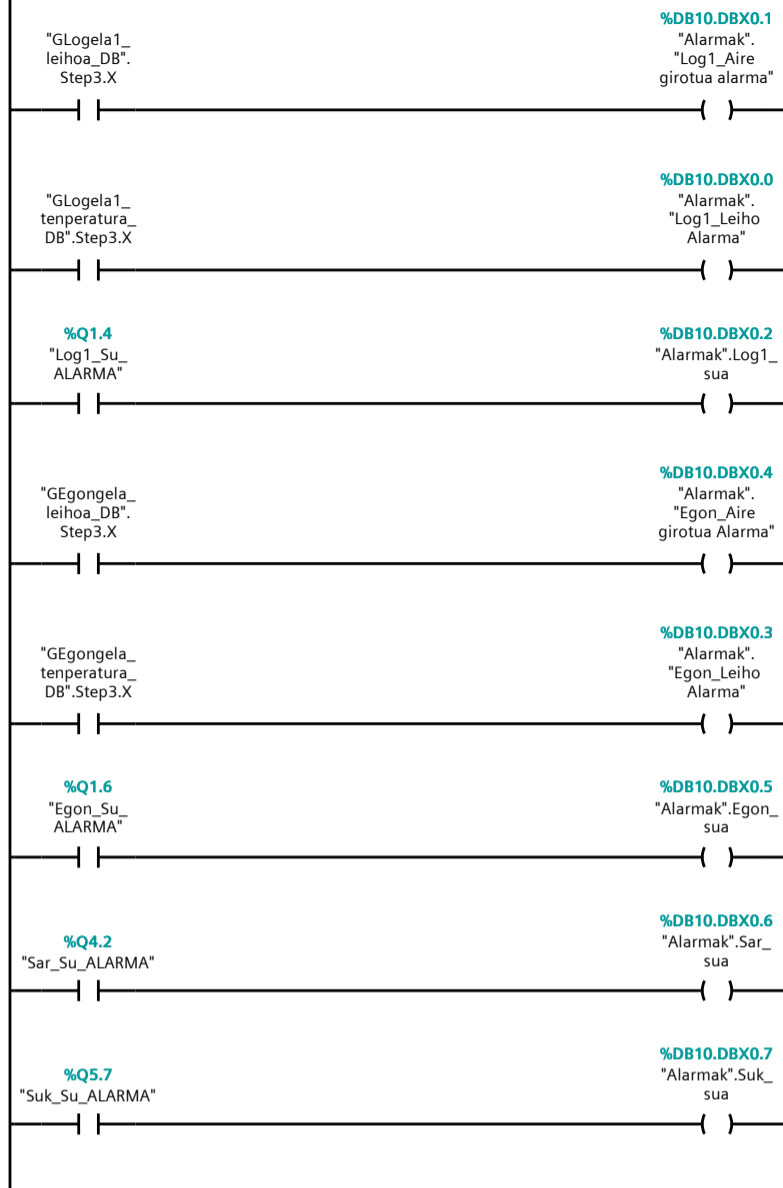 %DB10.DBX0.1
"GLogela1_
leihoa_DB".
Step3.X
"Alarmak".
"Log1_Aire
girotua alarma"
%DB10.DBX0.0
"GLogela1_
tenperatura_
DB".Step3.X
"Alarmak".
"Log1_Leiho
Alarma"
%Q1.4
"Log1_Su_
ALARMA"
%DB10.DBX0.2
"Alarmak".Log1_
sua
%DB10.DBX0.4
"GEgongela_
leihoa_DB".
Step3.X
"Alarmak".
"Egon_Aire
girotua Alarma"
%DB10.DBX0.3
"GEgongela_
tenperatura_
DB".Step3.X
"Alarmak".
"Egon_Leiho
Alarma"
%Q1.6
"Egon_Su_
ALARMA"
%DB10.DBX0.5
"Alarmak".Egon_
sua
%Q4.2
"Sar_Su_ALARMA"
%DB10.DBX0.6
"Alarmak".Sar_
sua
%Q5.7
"Suk_Su_ALARMA"
%DB10.DBX0.7
"Alarmak".Suk_
sua